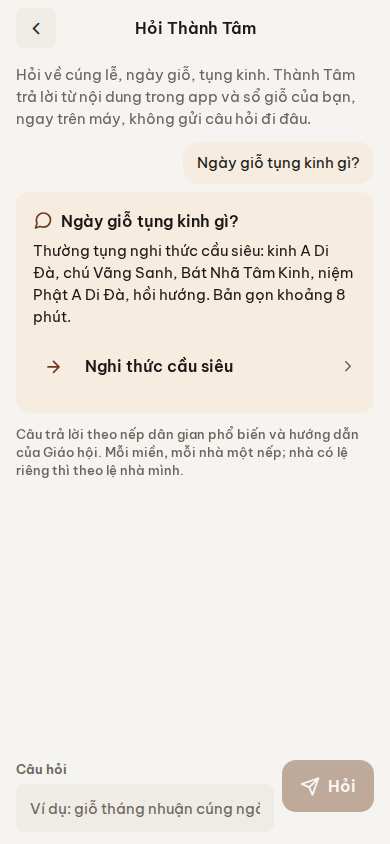 Hỏi Thành Tâm
Hỏi về cúng lễ, ngày giỗ, tụng kinh. Thành Tâm
trả lời từ nội dung trong app và sổ giỗ của bạn,
ngay trên máy, không gửi câu hỏi đi đâu.
Ngày giỗ tụng kinh gì?
Ngày giỗ tụng kinh gì?
Thường tụng nghi thức cầu siêu: kinh A Di
Đà, chú Vãng Sanh, Bát Nhã Tâm Kinh, niệm
Phật A Di Đà, hồi hướng. Bản gọn khoảng 8
phút.
Nghi thức cầu siêu
Câu trả lời theo nếp dân gian phổ biến và hướng dẫn
của Giáo hội. Mỗi miền, mỗi nhà một nếp; nhà có lệ
riêng thì theo lệ nhà mình.
Câu hỏi
Ví dụ: giỗ tháng nhuận cúng
Hỏi